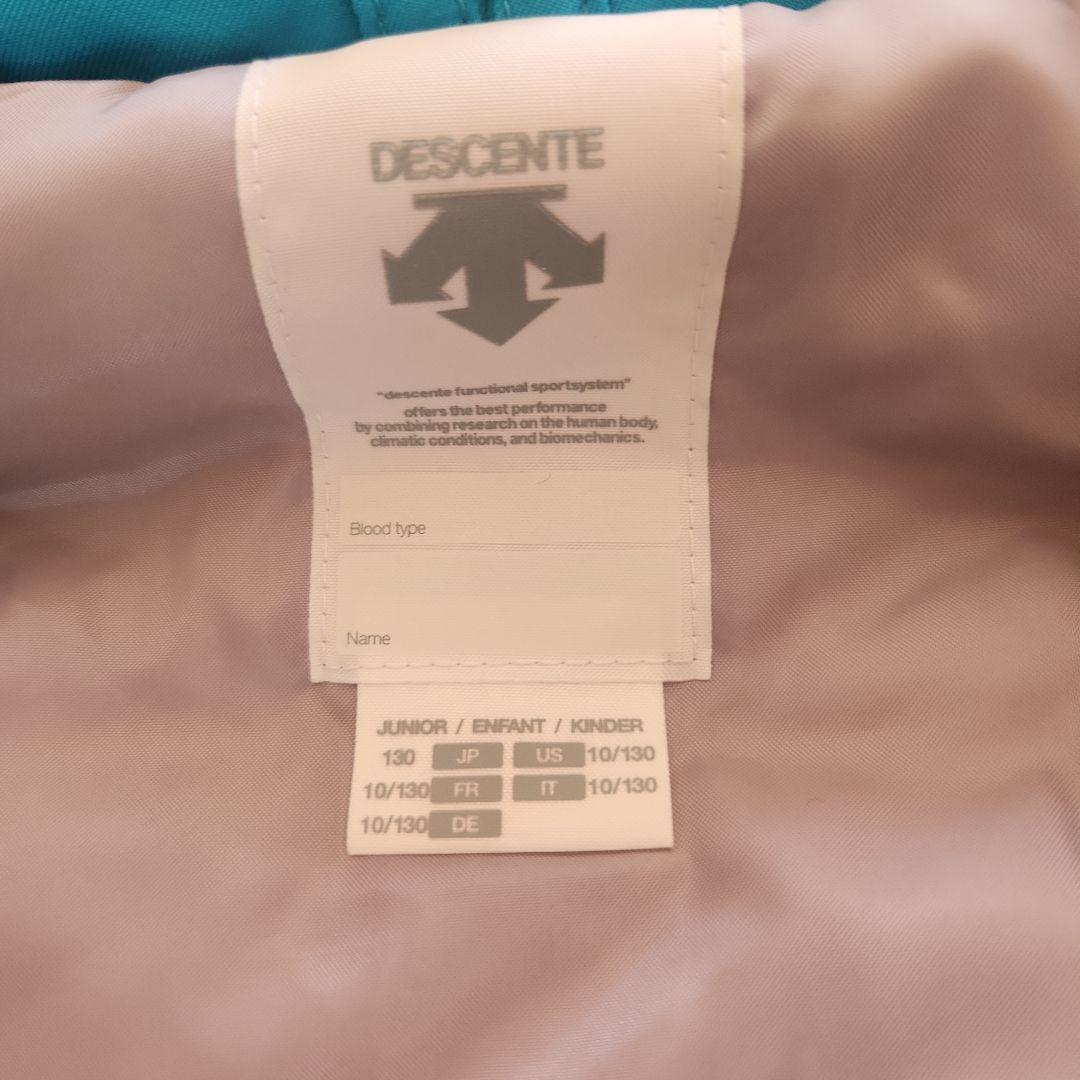 DESCENTE
"descente functional sportsystem"
offers the best performance
by combining research on the human body,
climatic conditions, and biomechanics.
Blood type
Name
JUNIOR / ENFANT / KINDER
130 JP US 10/130
10/130 FR IT 10/130
10/130 DE